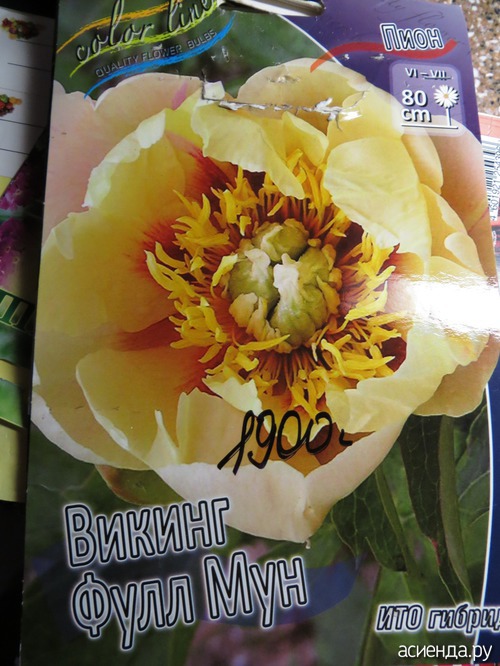 color line
QUALITY FLOWER BULBS
Пион
VI – VII
80
cm
1900
Викинг
Фулл Мун
ИТО гибрид
асиенда.ру